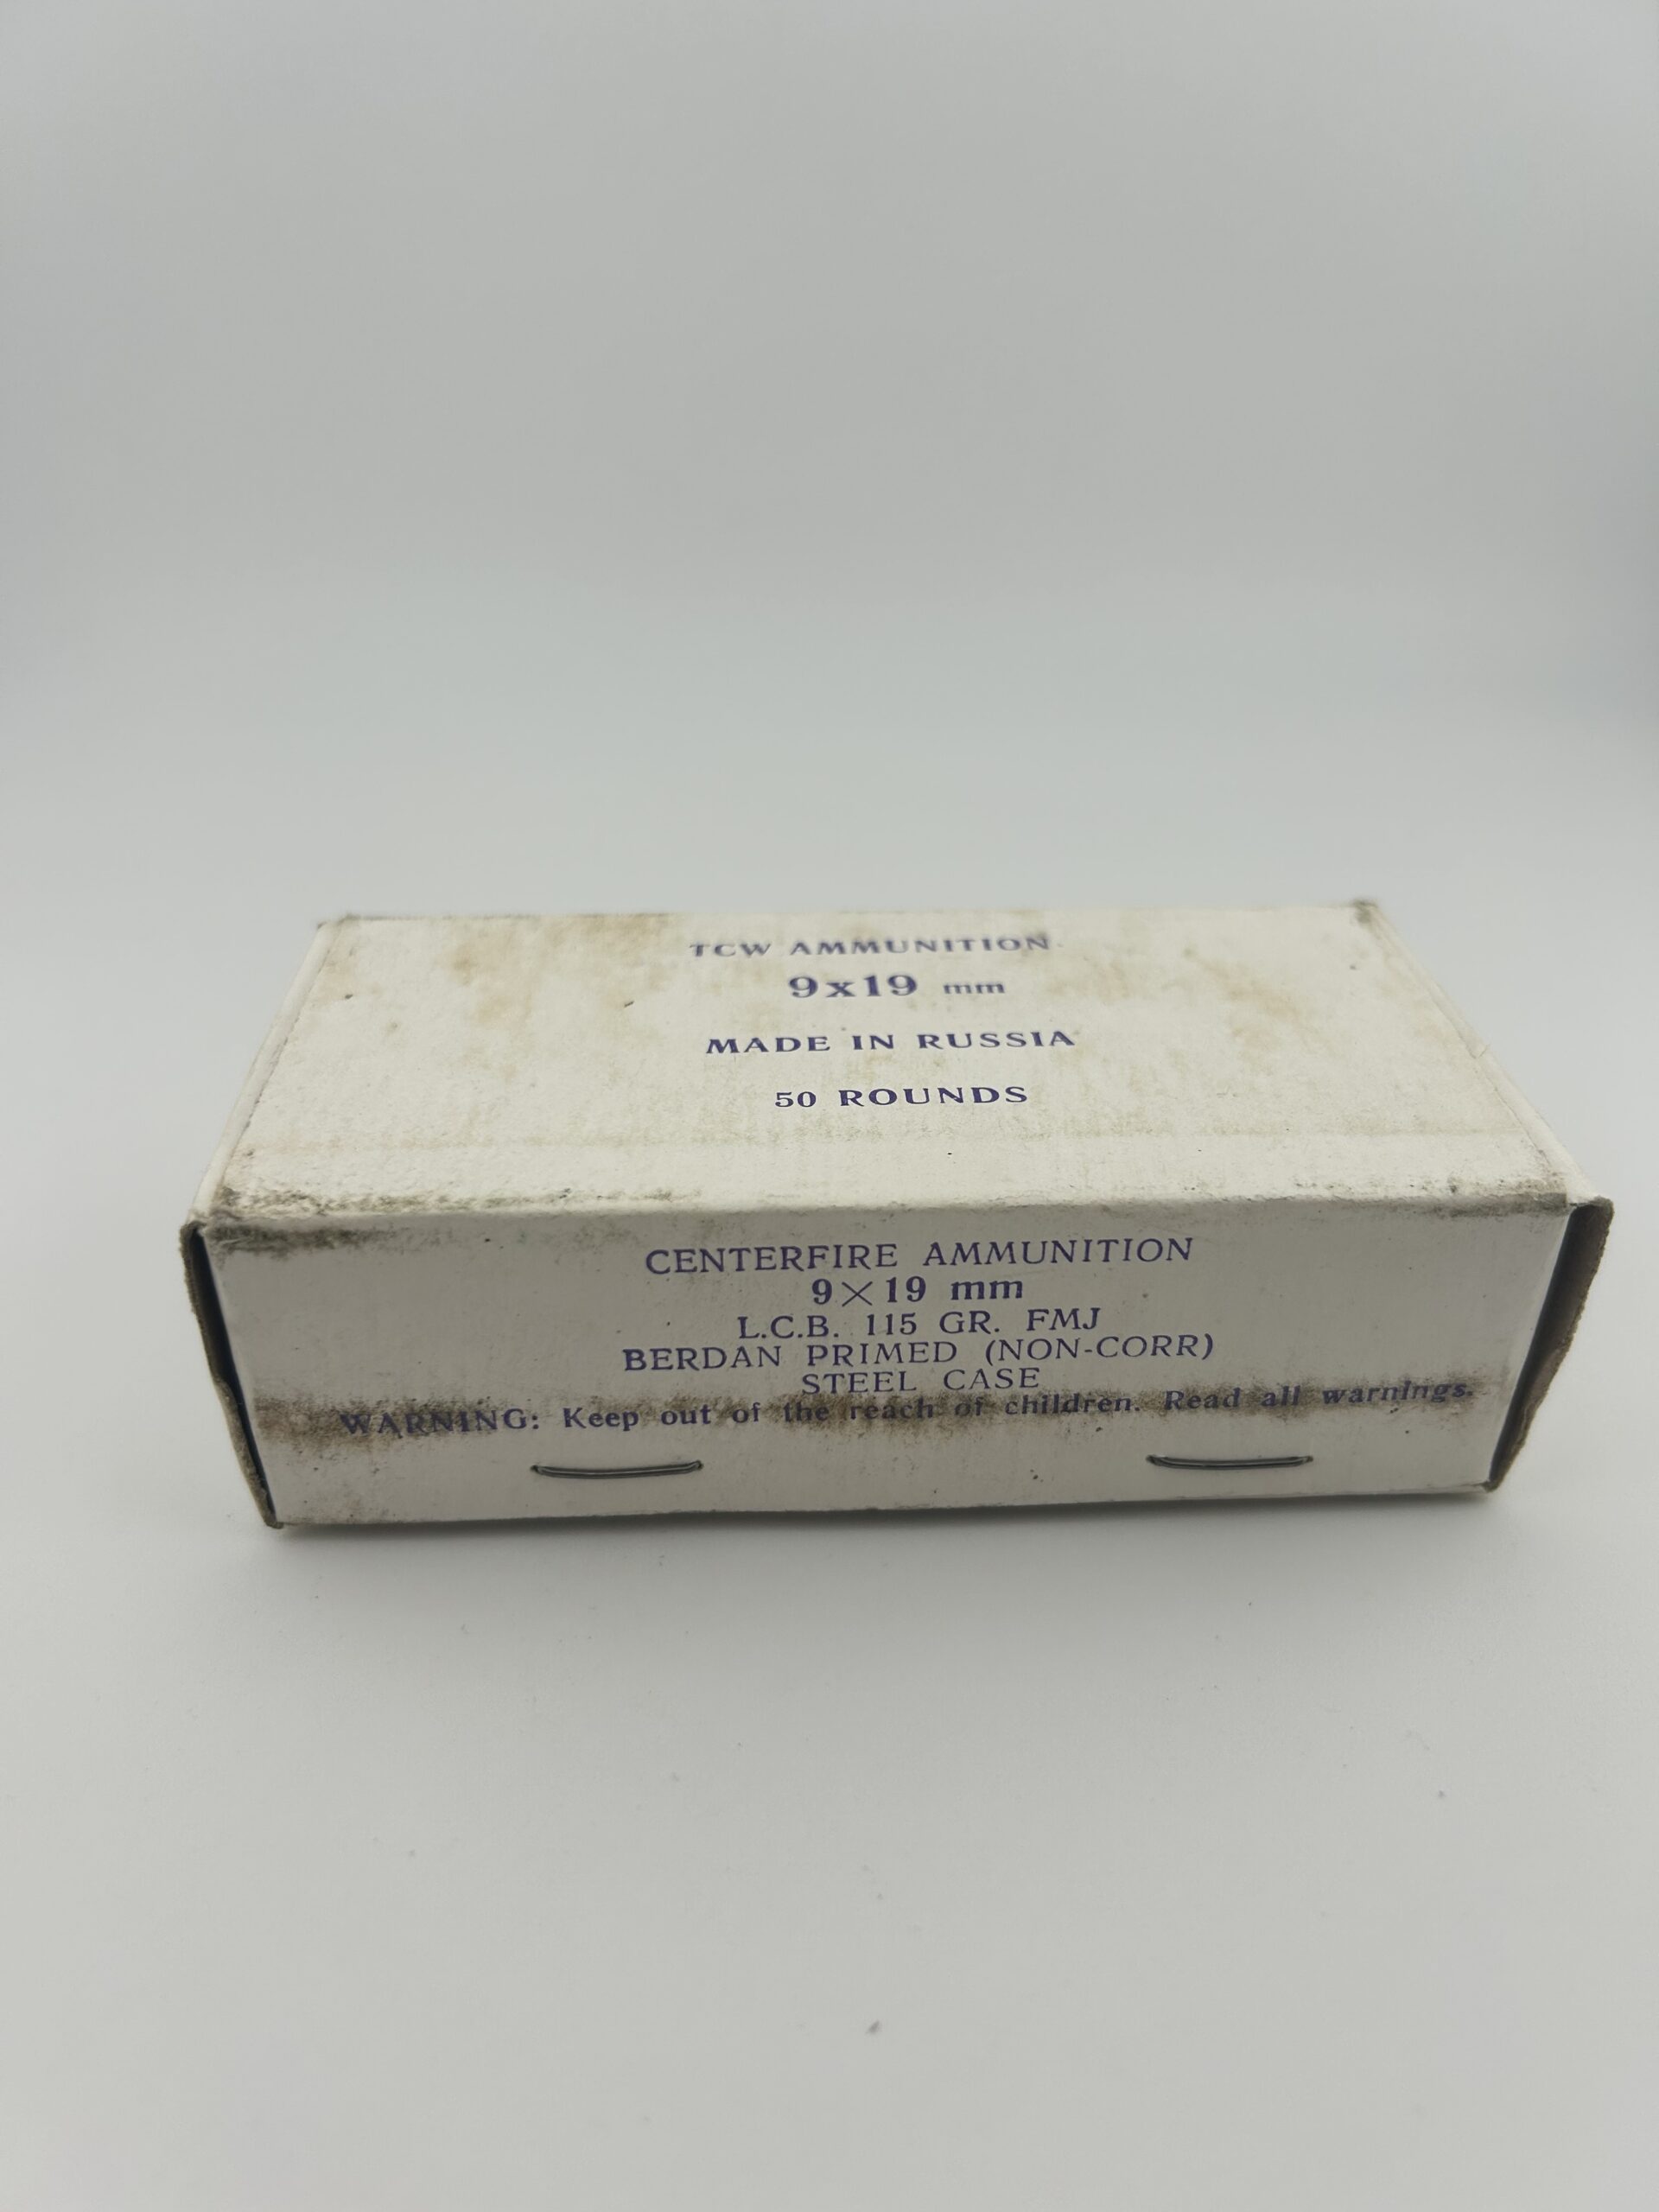 TCW AMMUNITION
9x19 mm
MADE IN RUSSIA
50 ROUNDS
CENTERFIRE AMMUNITION
9×19 mm
L.C.B. 115 GR. FMJ
BERDAN PRIMED (NON-CORR)
STEEL CASE
WARNING: Keep out of the reach of children. Read all warnings.